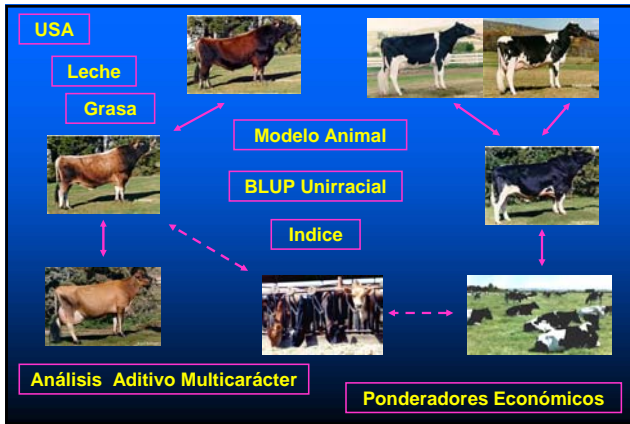 USA
Leche
Grasa
Modelo Animal
BLUP Unirracial
Indice
Análisis Aditivo Multicarácter
Ponderadores Económicos